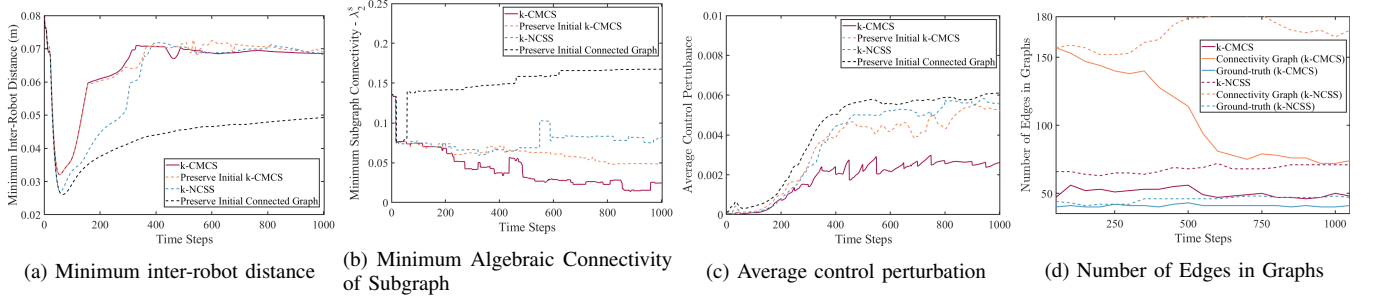 Minimum Inter-Robot Distance (m)
0.08
0.07
0.06
0.05
0.04
0.03
0.02
0
200
400
600
800
1000
Time Steps
k-CMCS
Preserve Initial k-CMCS
k-NCSS
Preserve Initial Connected Graph
(a) Minimum inter-robot distance
Minimum Subgraph Connectivity - λ₂ˢ
0.25
0.20
0.15
0.10
0.05
0.00
0
200
400
600
800
1000
Time Steps
k-CMCS
Preserve Initial k-CMCS
k-NCSS
Preserve Initial Connected Graph
(b) Minimum Algebraic Connectivity
of Subgraph
Average Control Pertubance
0.01
0.008
0.006
0.004
0.002
0
0
200
400
600
800
1000
Time Steps
k-CMCS
Preserve Initial k-CMCS
k-NCSS
Preserve Initial Connected Graph
(c) Average control perturbation
Number of Edges in Graphs
180
150
100
50
250
500
750
1000
Time Steps
k-CMCS
Connectivity Graph (k-CMCS)
Ground-truth (k-CMCS)
k-NCSS
Connectivity Graph (k-NCSS)
Ground-truth (k-NCSS)
(d) Number of Edges in Graphs